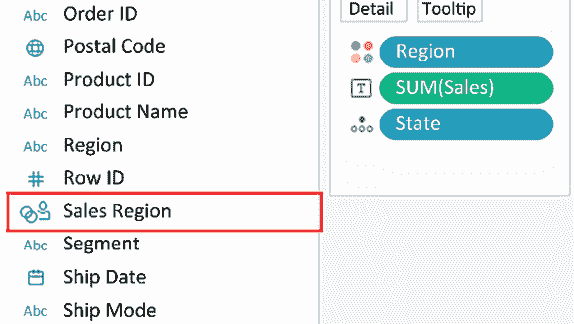 Abc Order ID
Postal Code
Abc Product ID
Abc Product Name
Abc Region
Row ID
Sales Region
Abc Segment
Ship Date
Abc Ship Mode
Detail Tooltip
Region
T SUM(Sales)
State